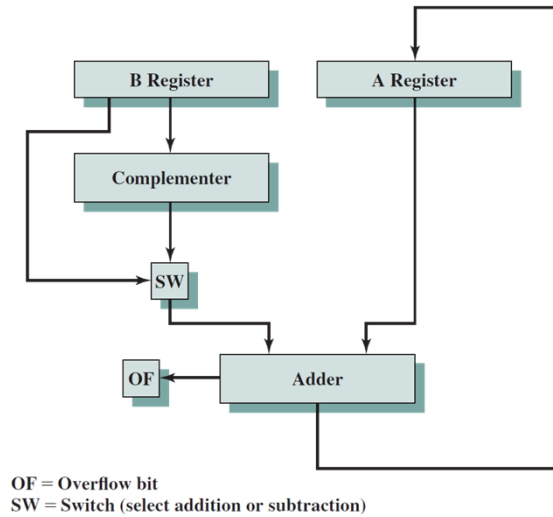 B Register
A Register
Complementer
SW
OF
Adder
OF = Overflow bit
SW = Switch (select addition or subtraction)